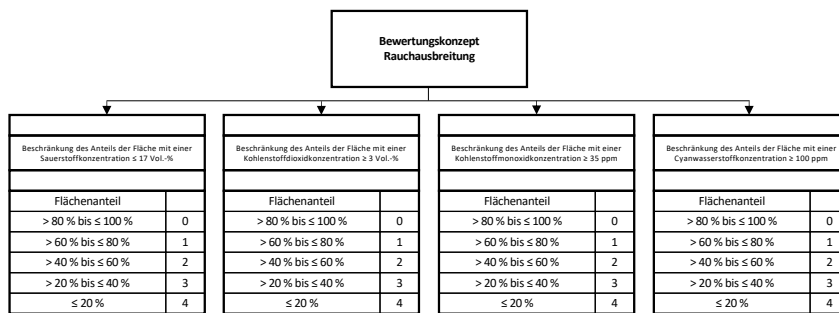 Bewertungskonzept
Rauchausbreitung
Beschränkung des Anteils der Fläche mit einer
Sauerstoffkonzentration ≤ 17 Vol.-%
Flächenanteil
> 80 % bis ≤ 100 % 0
> 60 % bis ≤ 80 % 1
> 40 % bis ≤ 60 % 2
> 20 % bis ≤ 40 % 3
≤ 20 % 4
Beschränkung des Anteils der Fläche mit einer
Kohlenstoffdioxidkonzentration ≥ 3 Vol.-%
Flächenanteil
> 80 % bis ≤ 100 % 0
> 60 % bis ≤ 80 % 1
> 40 % bis ≤ 60 % 2
> 20 % bis ≤ 40 % 3
≤ 20 % 4
Beschränkung des Anteils der Fläche mit einer
Kohlenstoffmonoxidkonzentration ≥ 35 ppm
Flächenanteil
> 80 % bis ≤ 100 % 0
> 60 % bis ≤ 80 % 1
> 40 % bis ≤ 60 % 2
> 20 % bis ≤ 40 % 3
≤ 20 % 4
Beschränkung des Anteils der Fläche mit einer
Cyanwasserstoffkonzentration ≥ 100 ppm
Flächenanteil
> 80 % bis ≤ 100 % 0
> 60 % bis ≤ 80 % 1
> 40 % bis ≤ 60 % 2
> 20 % bis ≤ 40 % 3
≤ 20 % 4